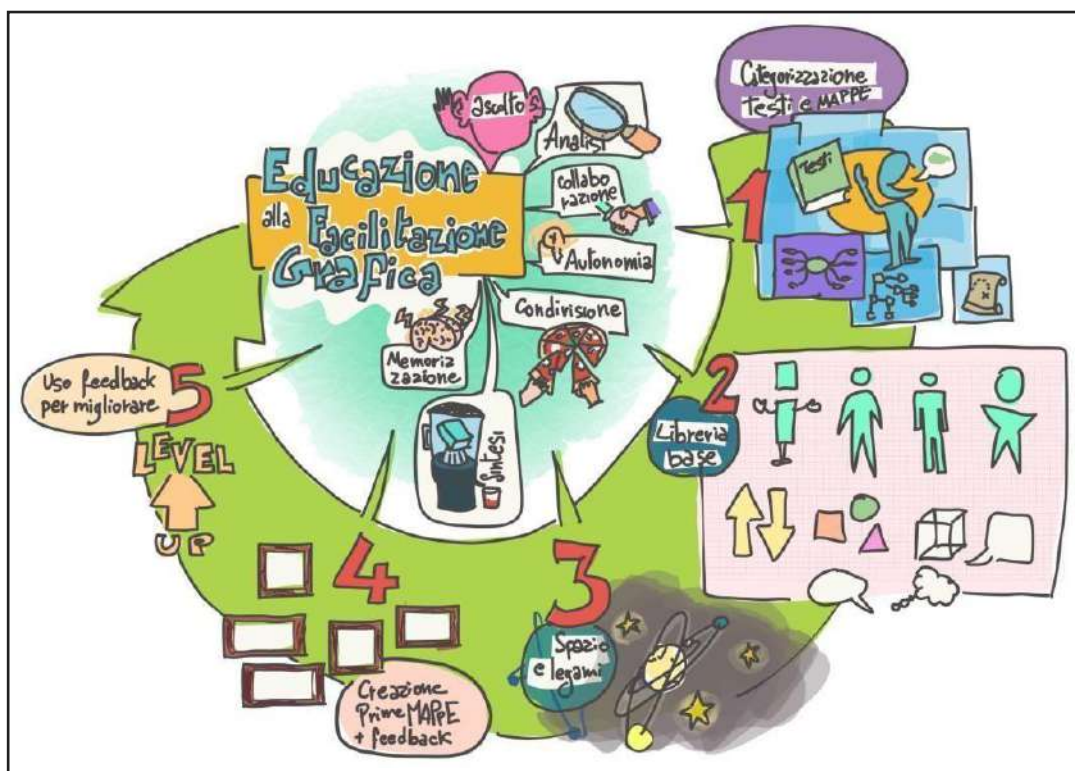 Educazione
alla Facilitazione
Grafica
ascolto
Analisi
Collabo
razione
Autonomia
Condivisione
Memoriz
zazione
Sintesi
1
Categorizzazione
testi e MAPPE
Testi
2
Libreria
base
3
Spazio
e legami
4
Creazione
Prime MAPPE
+ feedback
5
Uso feedback
per migliorare
LEVEL
UP